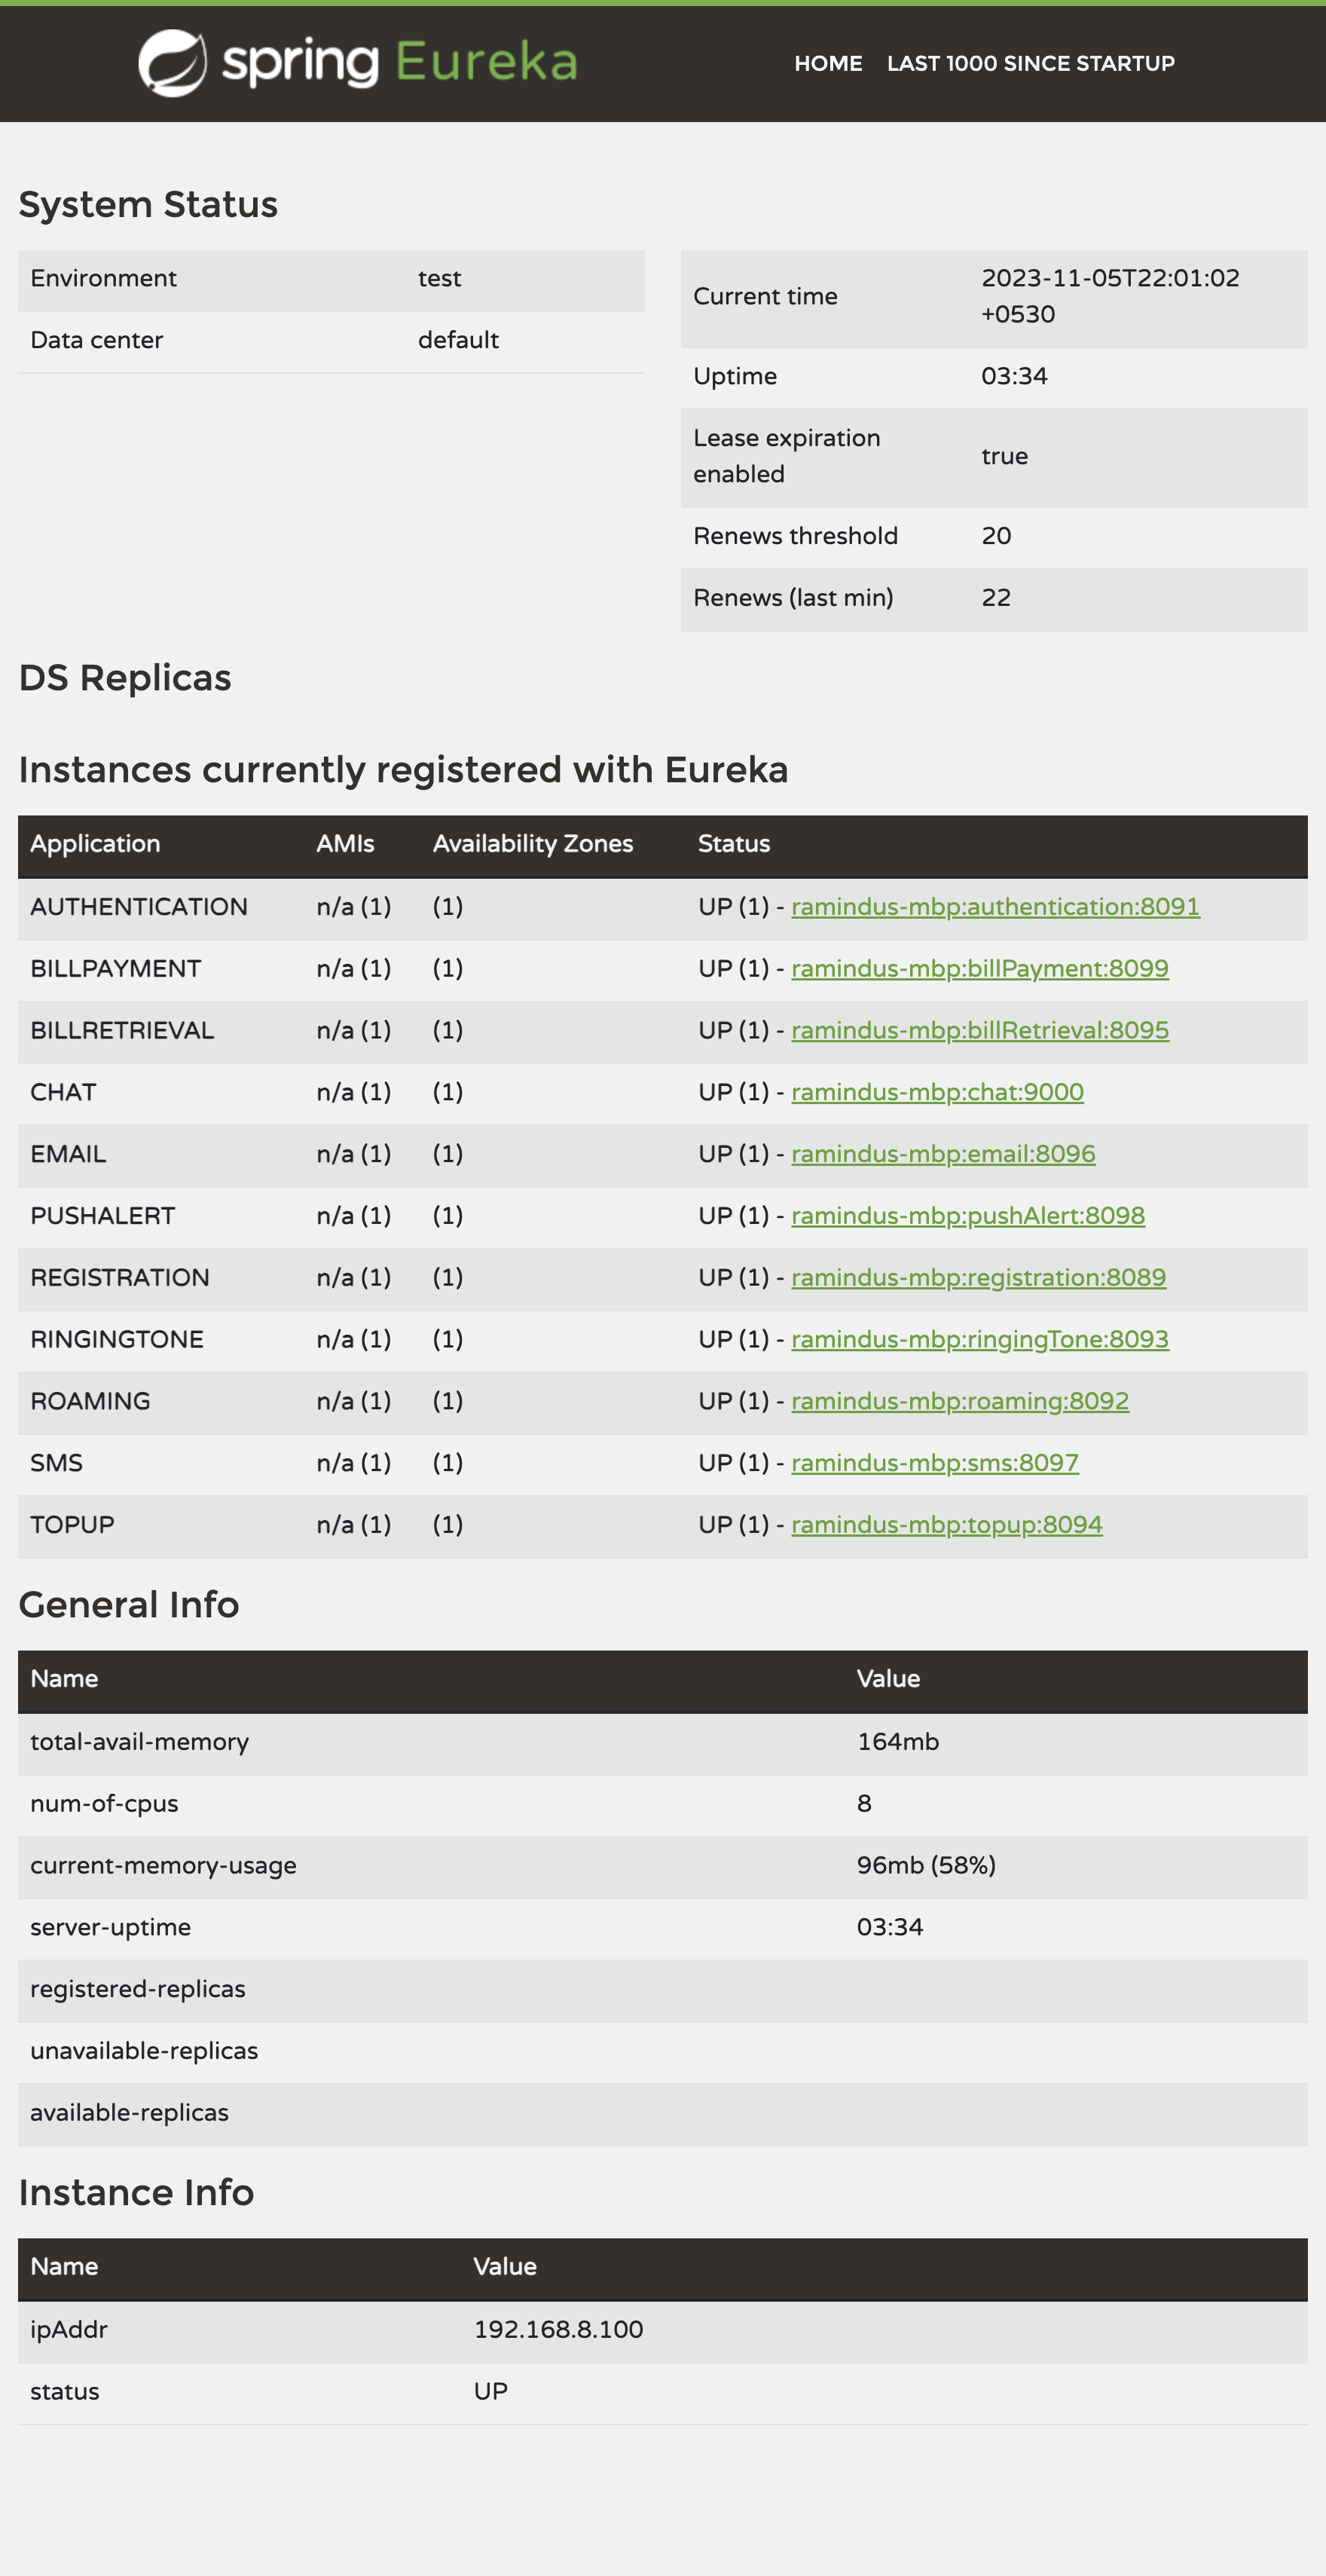 spring Eureka
HOME LAST 1000 SINCE STARTUP
System Status
Environment test
Data center default
Current time 2023-11-05T22:01:02
+0530
Uptime 03:34
Lease expiration
enabled true
Renews threshold 20
Renews (last min) 22
DS Replicas
Instances currently registered with Eureka
Application AMIs Availability Zones Status
AUTHENTICATION n/a (1) (1) UP (1) - ramindus-mbp:authentication:8091
BILLPAYMENT n/a (1) (1) UP (1) - ramindus-mbp:billPayment:8099
BILLRETRIEVAL n/a (1) (1) UP (1) - ramindus-mbp:billRetrieval:8095
CHAT n/a (1) (1) UP (1) - ramindus-mbp:chat:9000
EMAIL n/a (1) (1) UP (1) - ramindus-mbp:email:8096
PUSHALERT n/a (1) (1) UP (1) - ramindus-mbp:pushAlert:8098
REGISTRATION n/a (1) (1) UP (1) - ramindus-mbp:registration:8089
RINGINGTONE n/a (1) (1) UP (1) - ramindus-mbp:ringingTone:8093
ROAMING n/a (1) (1) UP (1) - ramindus-mbp:roaming:8092
SMS n/a (1) (1) UP (1) - ramindus-mbp:sms:8097
TOPUP n/a (1) (1) UP (1) - ramindus-mbp:topup:8094
General Info
Name Value
total-avail-memory 164mb
num-of-cpus 8
current-memory-usage 96mb (58%)
server-uptime 03:34
registered-replicas
unavailable-replicas
available-replicas
Instance Info
Name Value
ipAddr 192.168.8.100
status UP